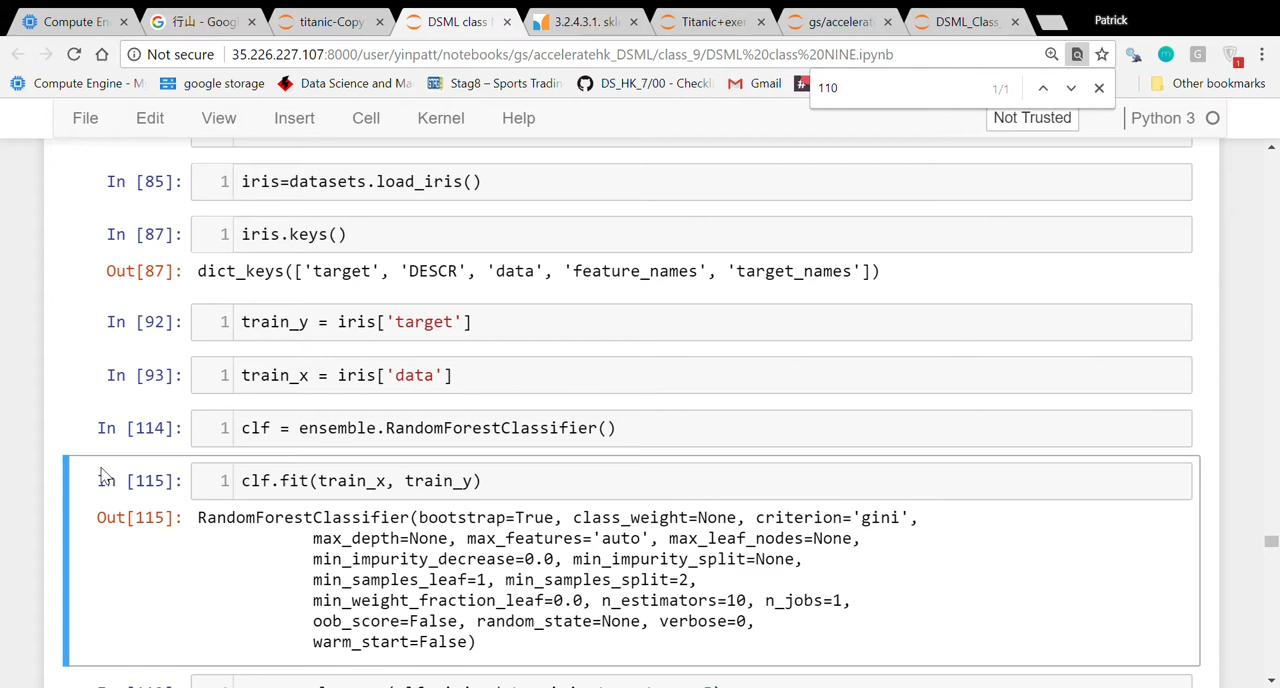 Compute En
行山 - Goog
titanic-Copy
DSML class
3.2.4.3.1. skl
Titanic+exer
gs/accelerat
DSML_Class_
Patrick
Not secure
35.226.227.107:8000/user/yinpatt/notebooks/gs/acceleratehk_DSML/class_9/DSML%20class%20NINE.ipynb
Compute Engine - M
google storage
Data Science and Ma
Stag8 – Sports Tradin
DS_HK_7/00 - Checkl
Gmail
Other bookmarks
110
1/1
File Edit View Insert Cell Kernel Help
Not Trusted
Python 3
In [85]: 1 iris=datasets.load_iris()
In [87]: 1 iris.keys()
Out[87]: dict_keys(['target', 'DESCR', 'data', 'feature_names', 'target_names'])
In [92]: 1 train_y = iris['target']
In [93]: 1 train_x = iris['data']
In [114]: 1 clf = ensemble.RandomForestClassifier()
In [115]: 1 clf.fit(train_x, train_y)
Out[115]: RandomForestClassifier(bootstrap=True, class_weight=None, criterion='gini',
max_depth=None, max_features='auto', max_leaf_nodes=None,
min_impurity_decrease=0.0, min_impurity_split=None,
min_samples_leaf=1, min_samples_split=2,
min_weight_fraction_leaf=0.0, n_estimators=10, n_jobs=1,
oob_score=False, random_state=None, verbose=0,
warm_start=False)